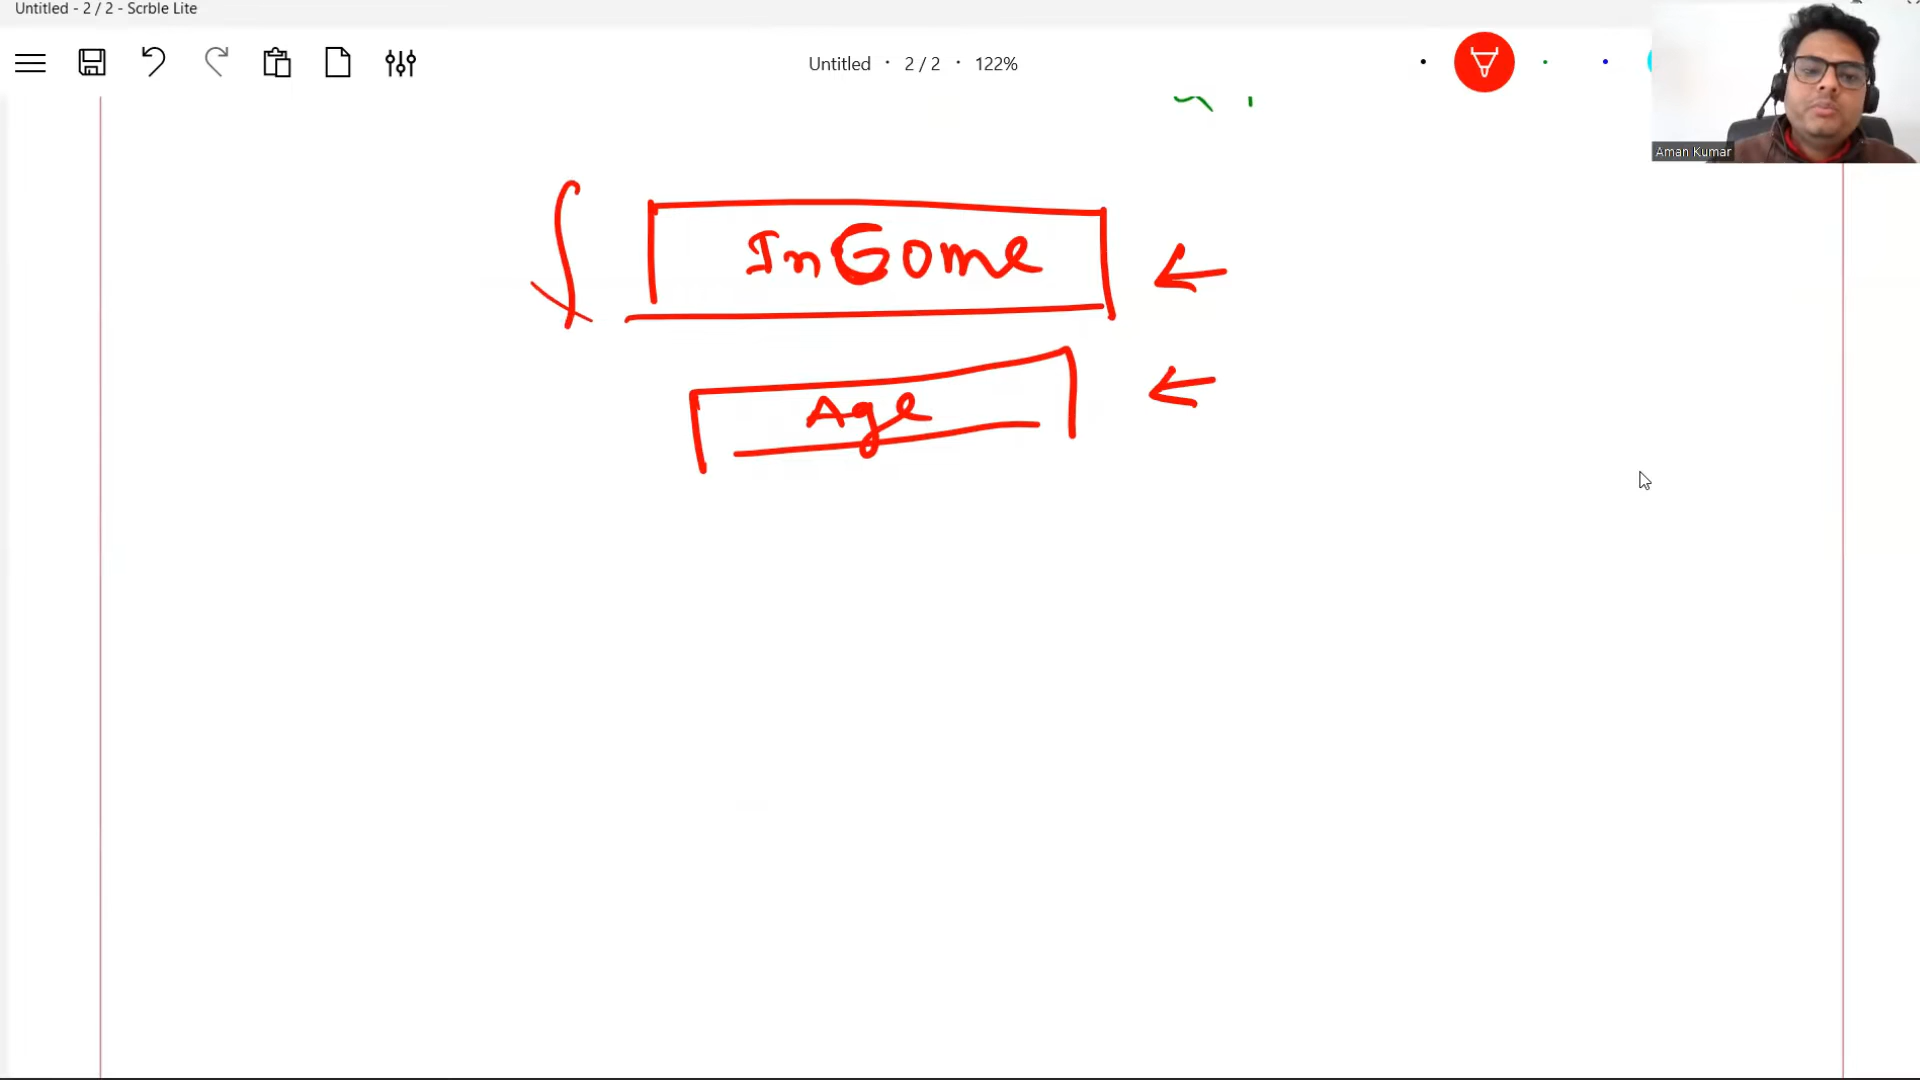 Untitled - 2 / 2 - Scrble Lite
Untitled · 2 / 2 · 122%
Aman Kumar
InGome
Age